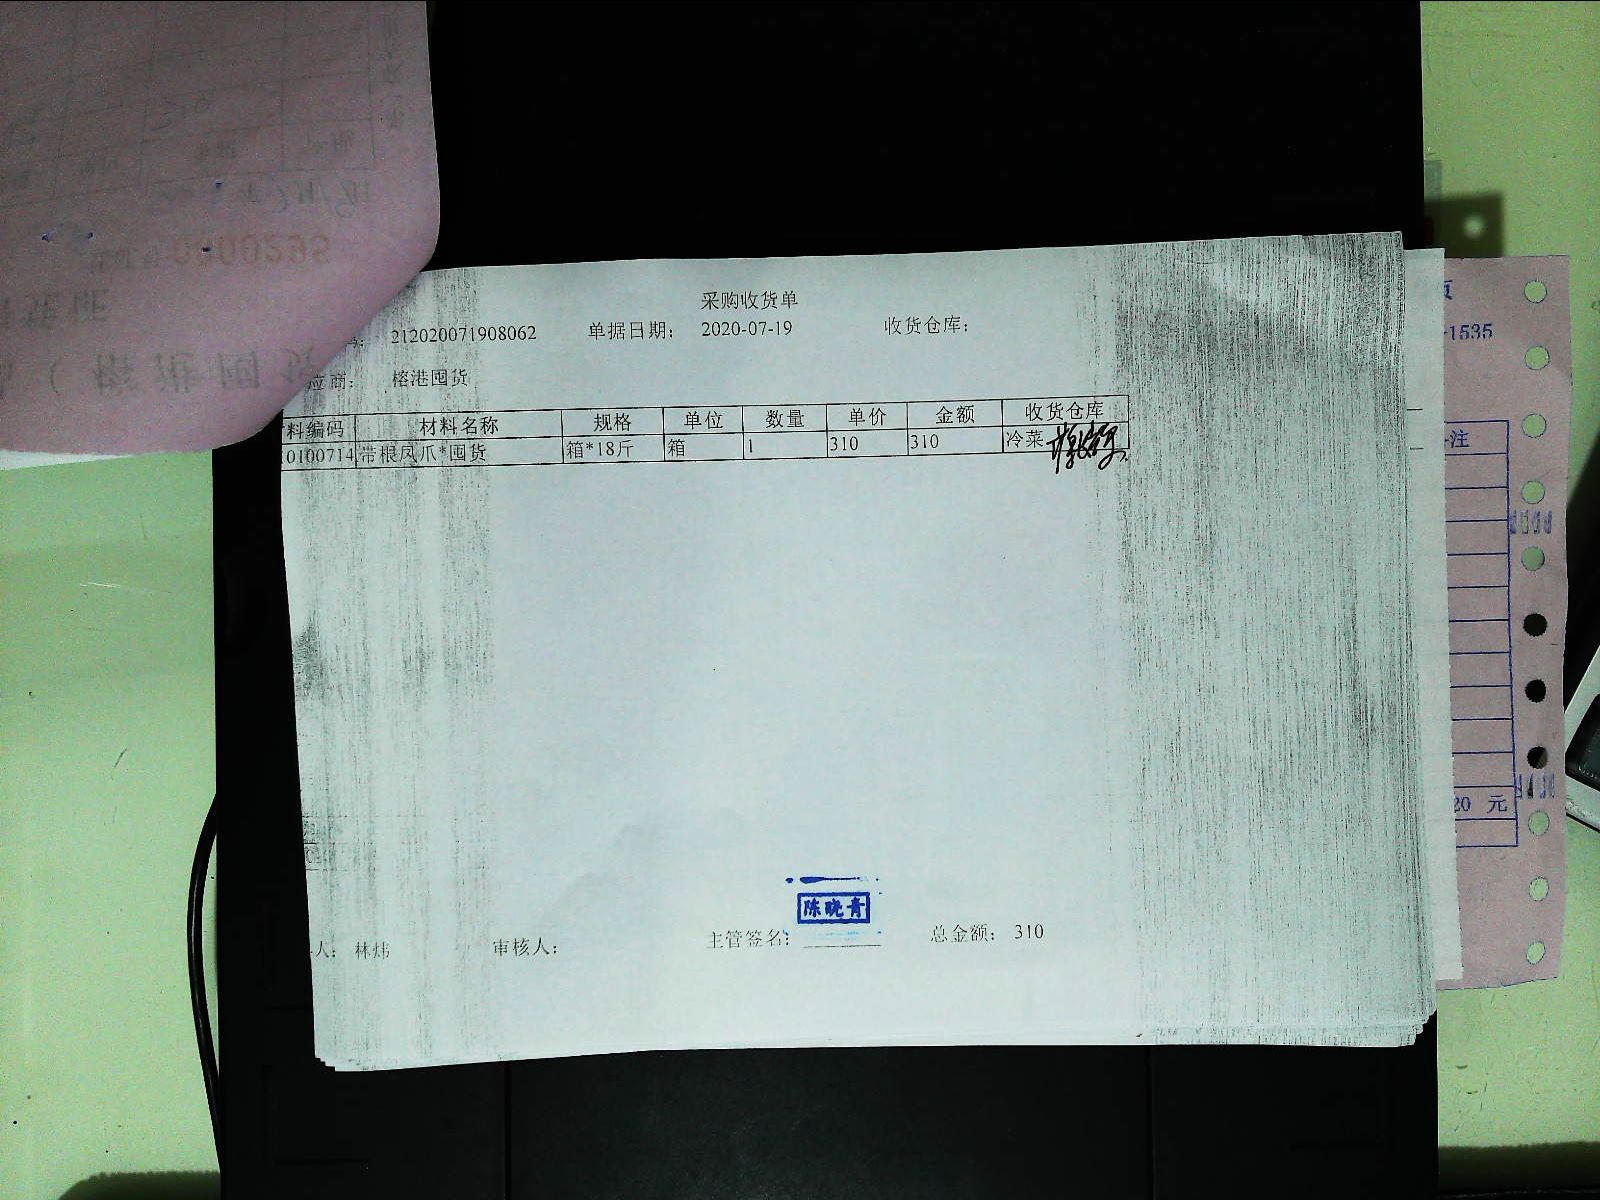 采购收货单
212020071908062 单据日期： 2020-07-19 收货仓库：
应商： 榕港囤货
料编码 材料名称 规格 单位 数量 单价 金额 收货仓库
0100714 带根凤爪*囤货 箱*18斤 箱 1 310 310 冷菜
陈晓青
人： 林炜 审核人： 主管签名： 总金额： 310
-1535
注
20 元
0000298